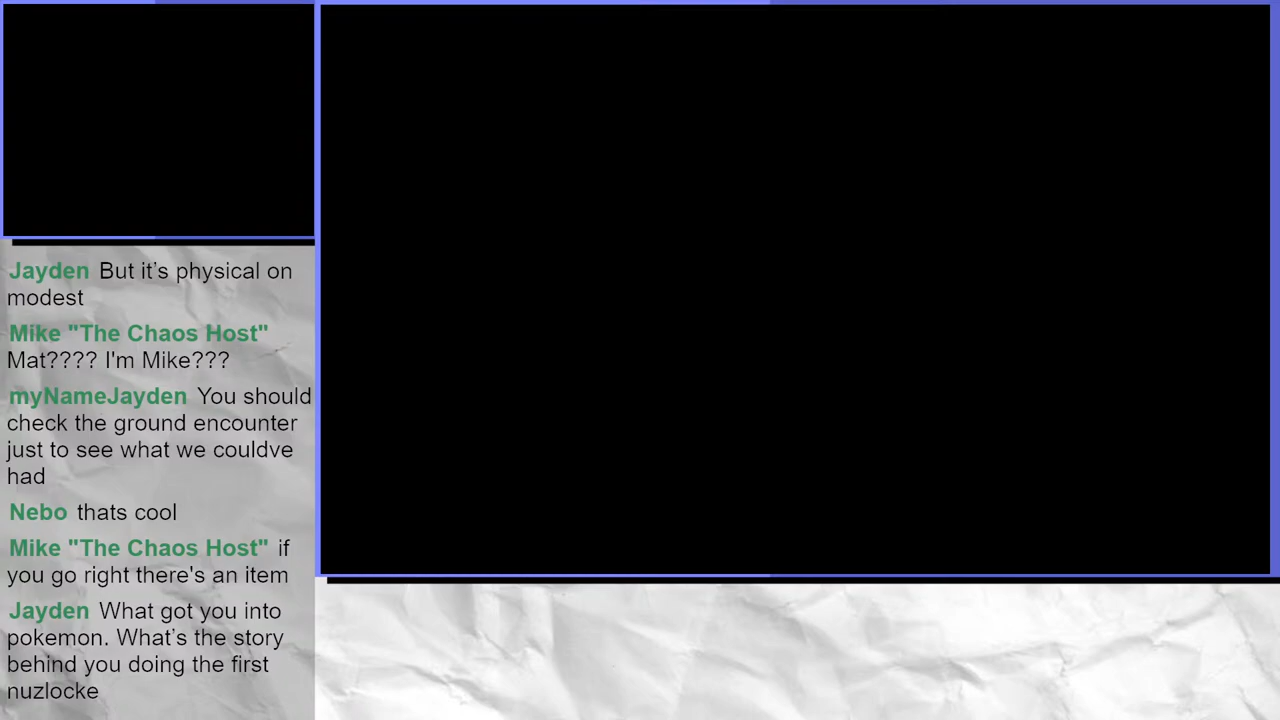 Jayden But it’s physical on
modest
Mike "The Chaos Host"
Mat???? I'm Mike???
myNameJayden You should
check the ground encounter
just to see what we couldve
had
Nebo thats cool
Mike "The Chaos Host" if
you go right there's an item
Jayden What got you into
pokemon. What’s the story
behind you doing the first
nuzlocke